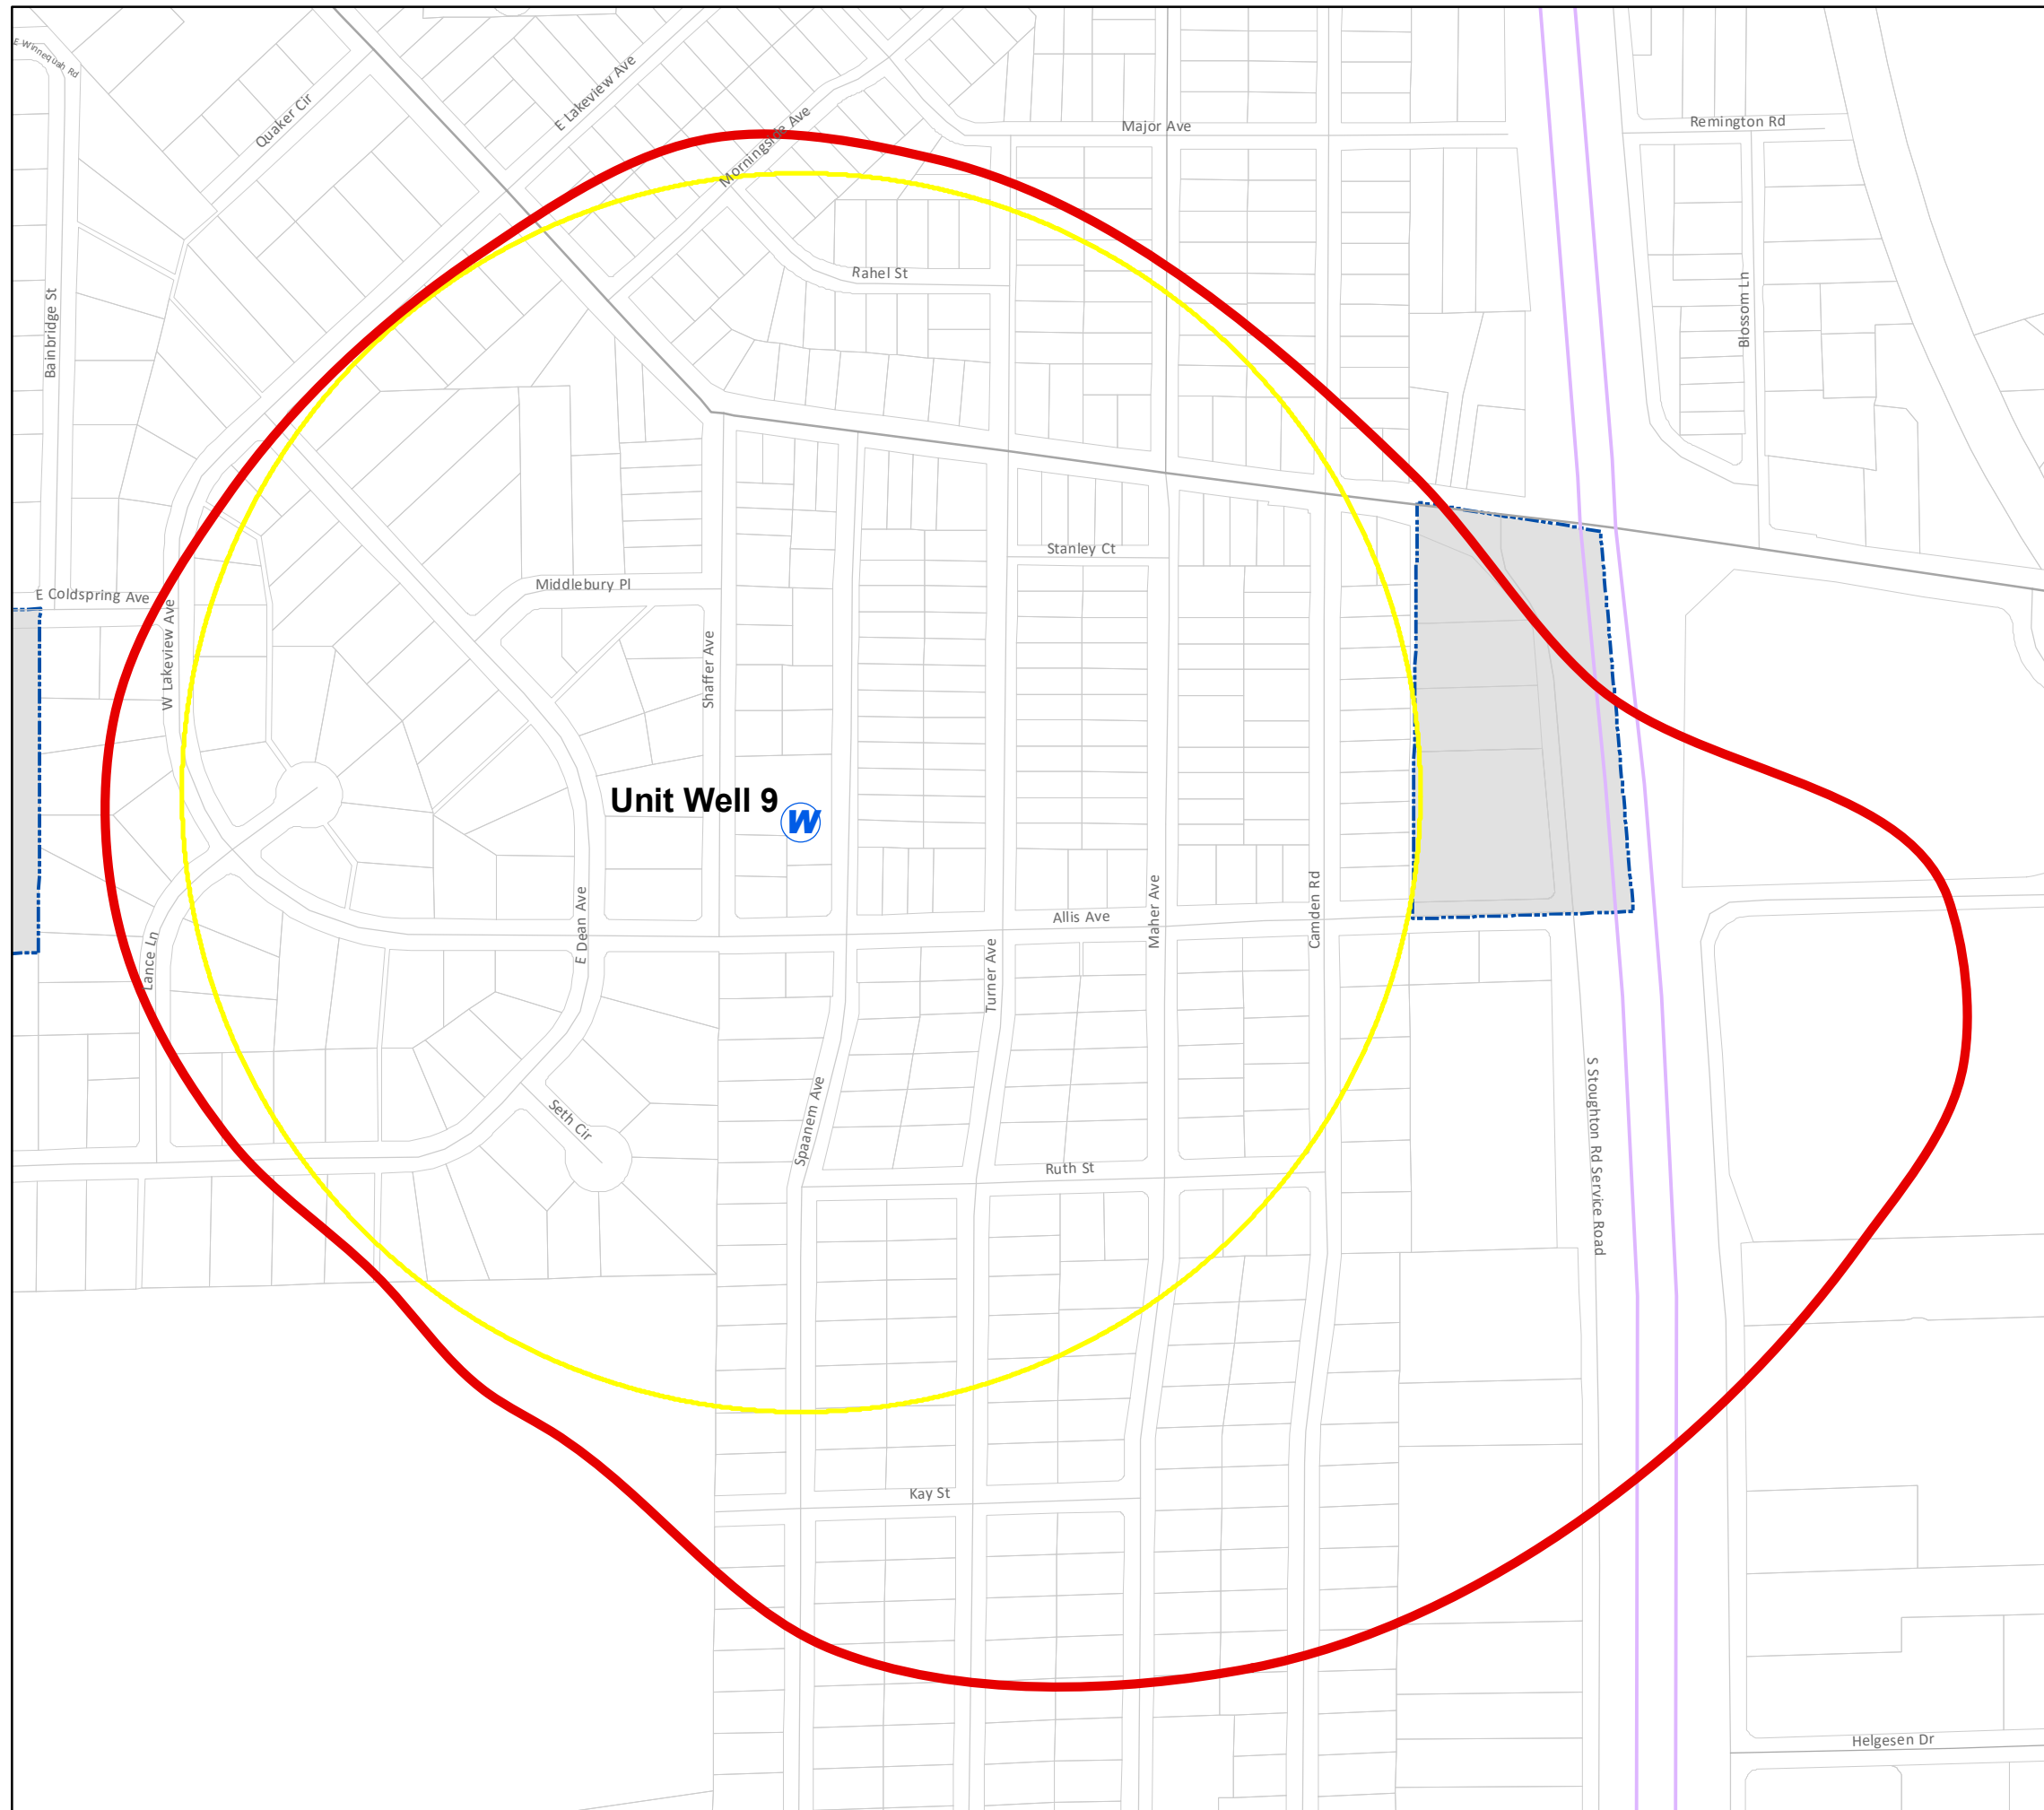 E Winnequah Rd
Quaker Cir
E Lakeview Ave
Morningside Ave
Major Ave
Remington Rd
Bainbridge St
Rahel St
Blossom Ln
Stanley Ct
Middlebury Pl
E Coldspring Ave
W Lakeview Ave
Shaffer Ave
Unit Well 9
W
Allis Ave
Maher Ave
Camden Rd
E Dean Ave
Lance Ln
Turner Ave
Seth Cir
Spaanem Ave
Ruth St
S Stoughton Rd Service Road
Kay St
Helgesen Dr